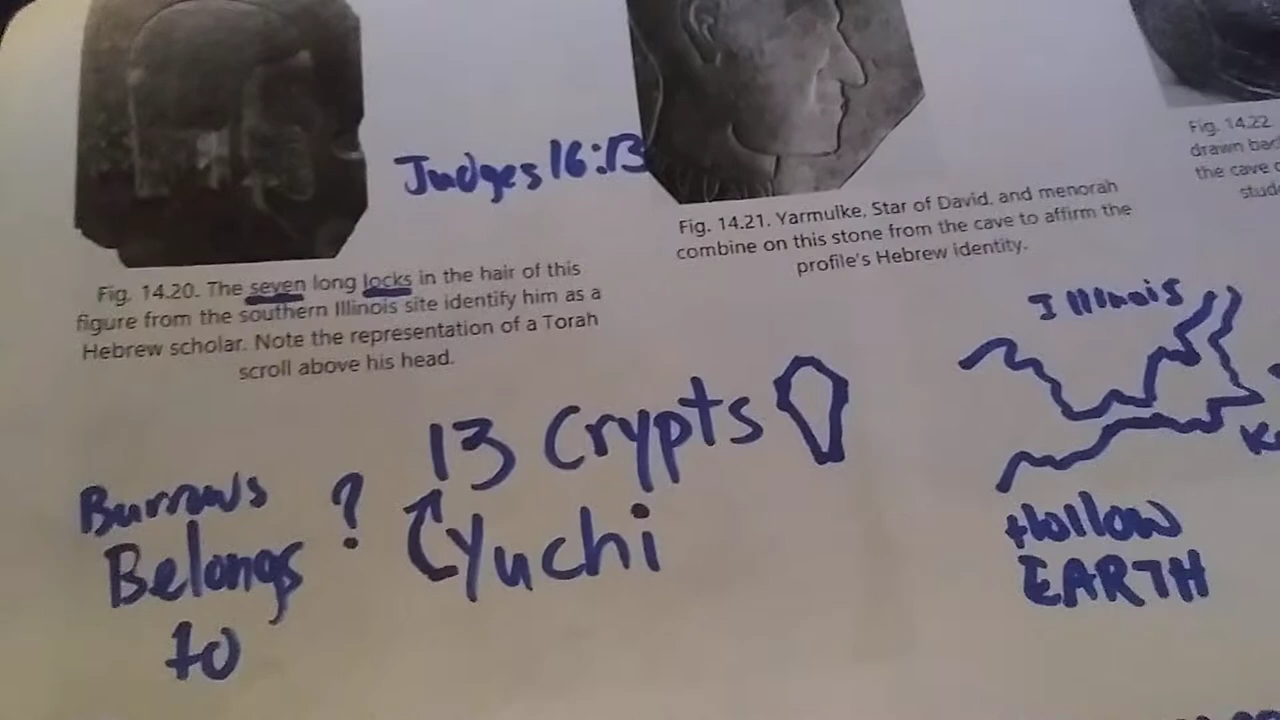 Judges 16:13
Fig. 14.20. The seven long locks in the hair of this
figure from the southern Illinois site identify him as a
Hebrew scholar. Note the representation of a Torah
scroll above his head.
Fig. 14.21. Yarmulke, Star of David, and menorah
combine on this stone from the cave to affirm the
profile's Hebrew identity.
Fig. 14.22
drawn
the cave
Illinois
13 Crypts
Burrows
Belongs
to
?
Yuchi
Hollow
EARTH